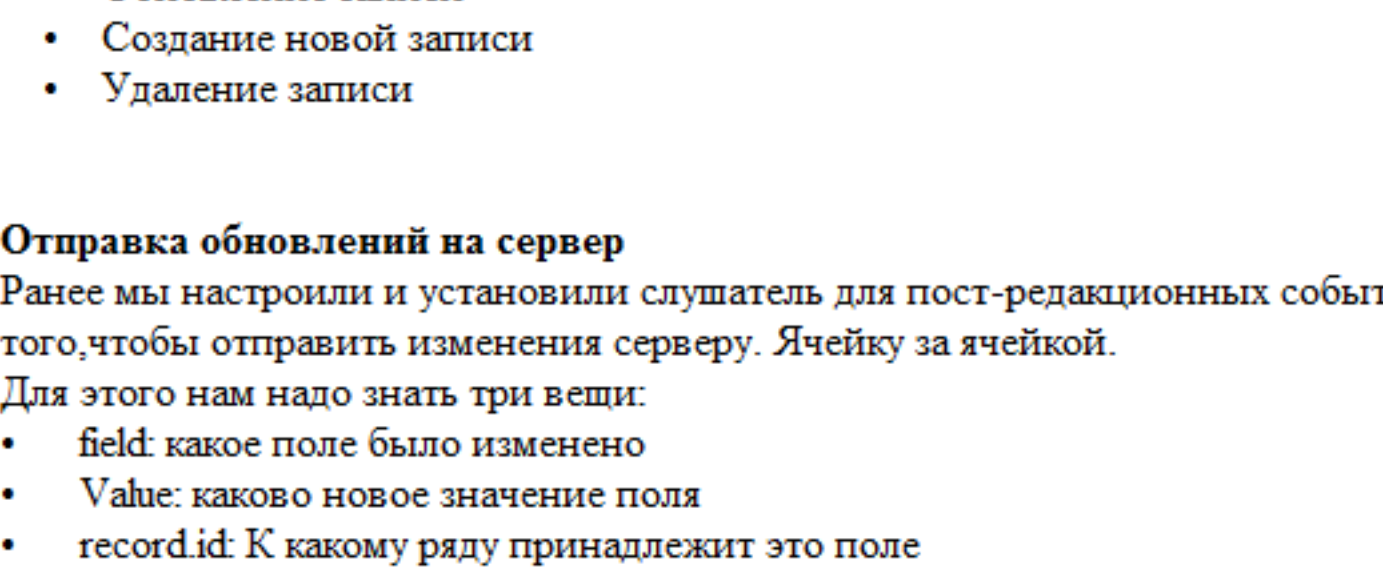 • Создание новой записи
• Удаление записи
Отправка обновлений на сервер
Ранее мы настроили и установили слушатель для пост-редакционных событ
того,чтобы отправить изменения серверу. Ячейку за ячейкой.
Для этого нам надо знать три вещи:
• field: какое поле было изменено
• Value: каково новое значение поля
• record.id: К какому ряду принадлежит это поле